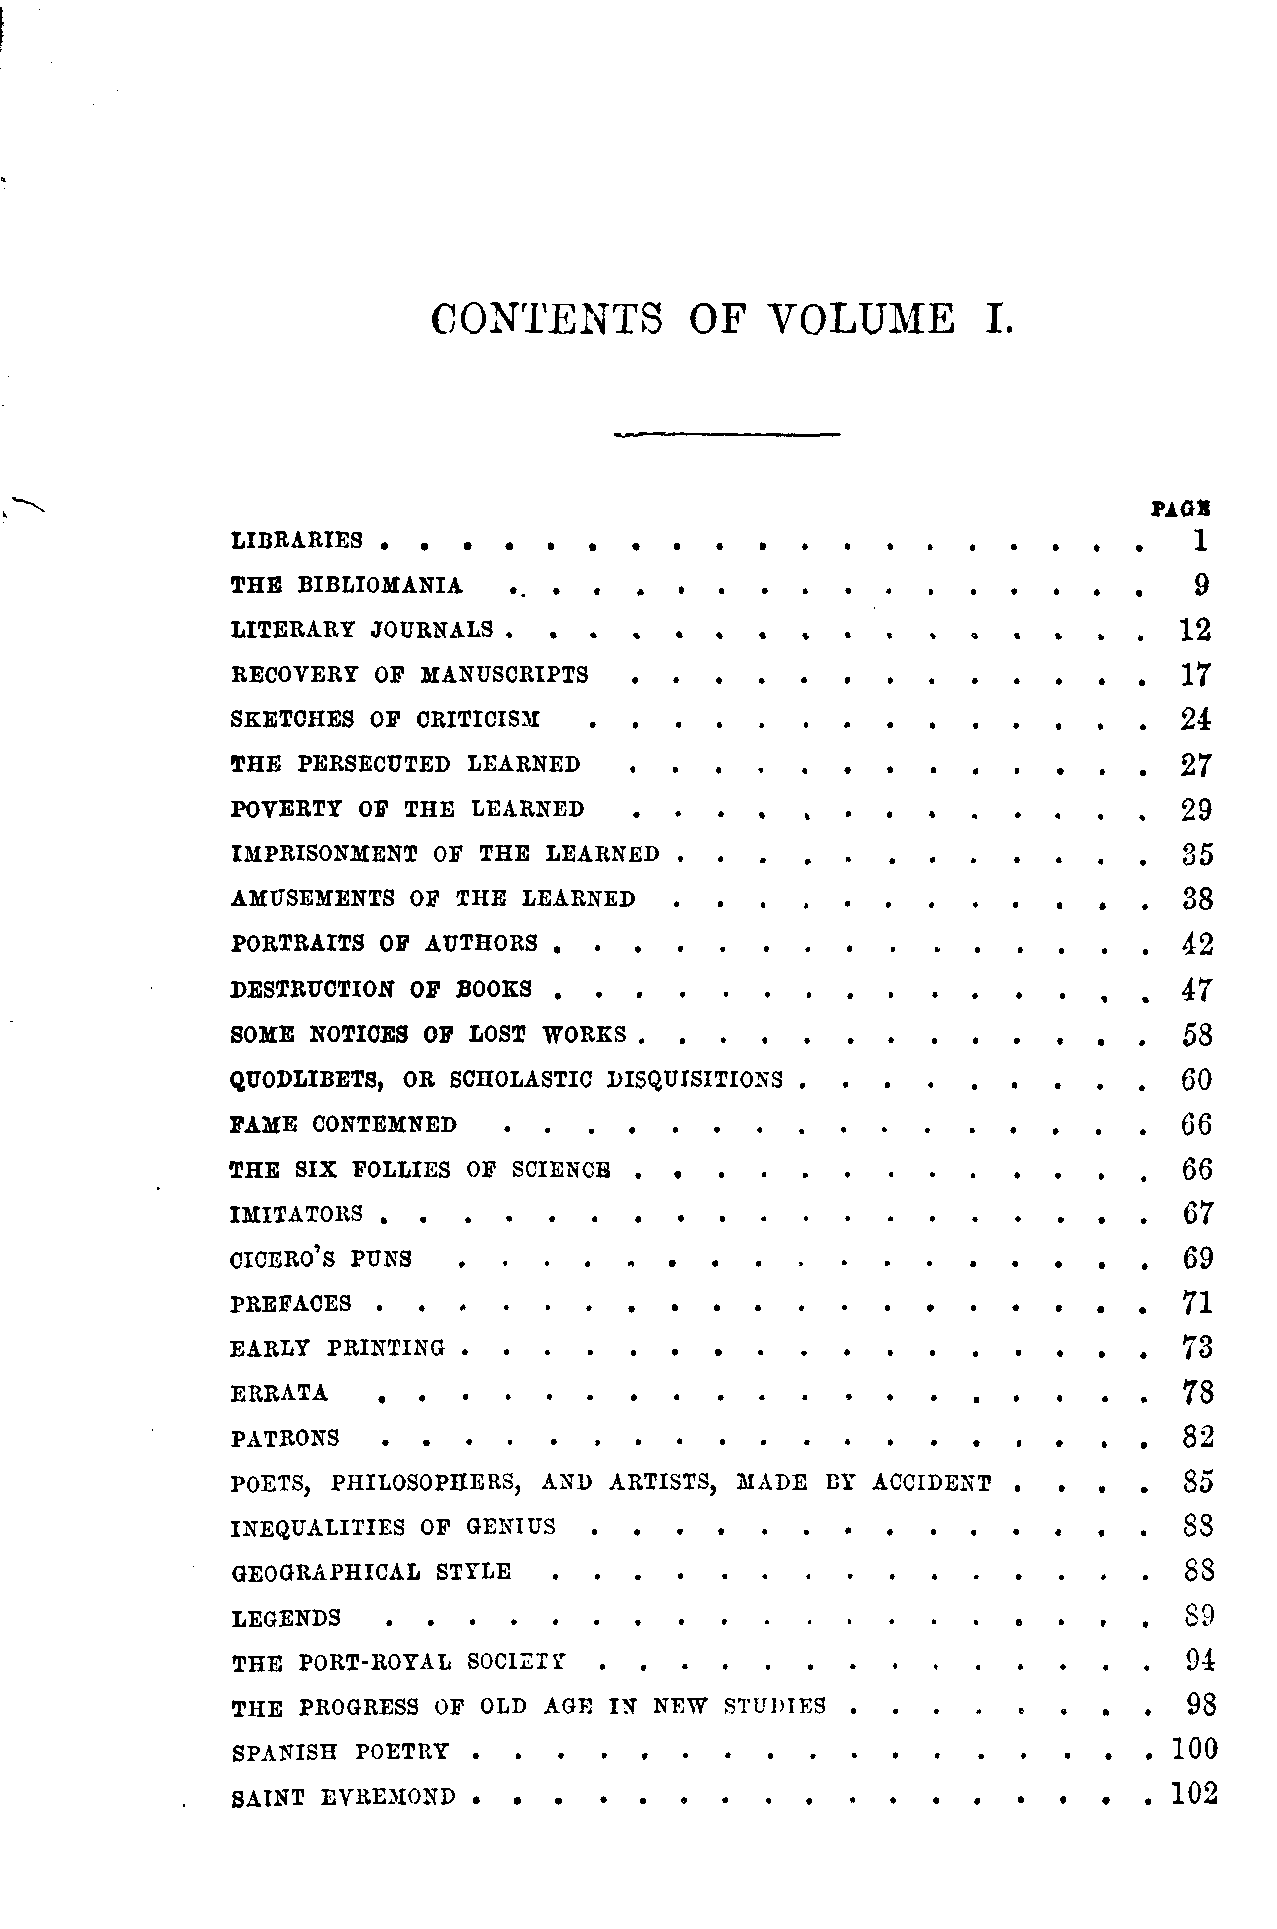 CONTENTS OF VOLUME I.
PAGE
LIBRARIES . . . . . . . . . . . . . . . . . . . 1
THE BIBLIOMANIA . . . . . . . . . . . . . . . . 9
LITERARY JOURNALS . . . . . . . . . . . . . . . . 12
RECOVERY OF MANUSCRIPTS . . . . . . . . . . . . . 17
SKETCHES OF CRITICISM . . . . . . . . . . . . . . 24
THE PERSECUTED LEARNED . . . . . . . . . . . . . 27
POVERTY OF THE LEARNED . . . . . . . . . . . . . 29
IMPRISONMENT OF THE LEARNED . . . . . . . . . . . . 35
AMUSEMENTS OF THE LEARNED . . . . . . . . . . . . 38
PORTRAITS OF AUTHORS . . . . . . . . . . . . . . . 42
DESTRUCTION OF BOOKS . . . . . . . . . . . . . . . 47
SOME NOTICES OF LOST WORKS . . . . . . . . . . . . . 58
QUODLIBETS, OR SCHOLASTIC DISQUISITIONS . . . . . . . . . 60
FAME CONTEMNED . . . . . . . . . . . . . . . . 66
THE SIX FOLLIES OF SCIENCE . . . . . . . . . . . . . 66
IMITATORS . . . . . . . . . . . . . . . . . . . 67
CICERO'S PUNS . . . . . . . . . . . . . . . . . 69
PREFACES . . . . . . . . . . . . . . . . . . . 71
EARLY PRINTING . . . . . . . . . . . . . . . . . 73
ERRATA . . . . . . . . . . . . . . . . . . . 78
PATRONS . . . . . . . . . . . . . . . . . . . 82
POETS, PHILOSOPHERS, AND ARTISTS, MADE BY ACCIDENT . . . . 85
INEQUALITIES OF GENIUS . . . . . . . . . . . . . . 88
GEOGRAPHICAL STYLE . . . . . . . . . . . . . . . 88
LEGENDS . . . . . . . . . . . . . . . . . . . 89
THE PORT-ROYAL SOCIETY . . . . . . . . . . . . . . 94
THE PROGRESS OF OLD AGE IN NEW STUDIES . . . . . . . . 98
SPANISH POETRY . . . . . . . . . . . . . . . . . 100
SAINT EVREMOND . . . . . . . . . . . . . . . . . 102